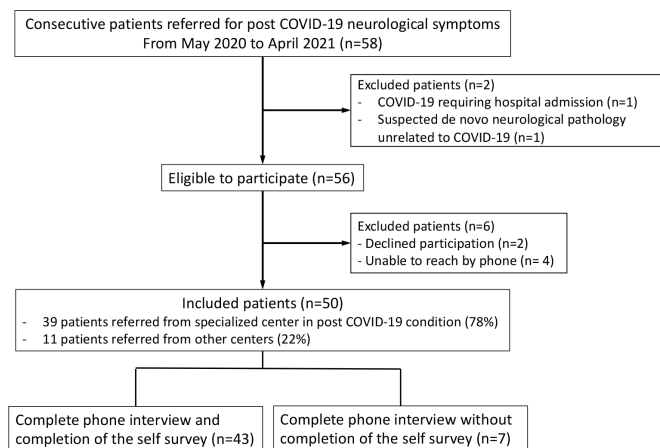 Consecutive patients referred for post COVID-19 neurological symptoms
From May 2020 to April 2021 (n=58)
Excluded patients (n=2)
- COVID-19 requiring hospital admission (n=1)
- Suspected de novo neurological pathology
unrelated to COVID-19 (n=1)
Eligible to participate (n=56)
Excluded patients (n=6)
- Declined participation (n=2)
- Unable to reach by phone (n= 4)
Included patients (n=50)
- 39 patients referred from specialized center in post COVID-19 condition (78%)
- 11 patients referred from other centers (22%)
Complete phone interview and
completion of the self survey (n=43)
Complete phone interview without
completion of the self survey (n=7)